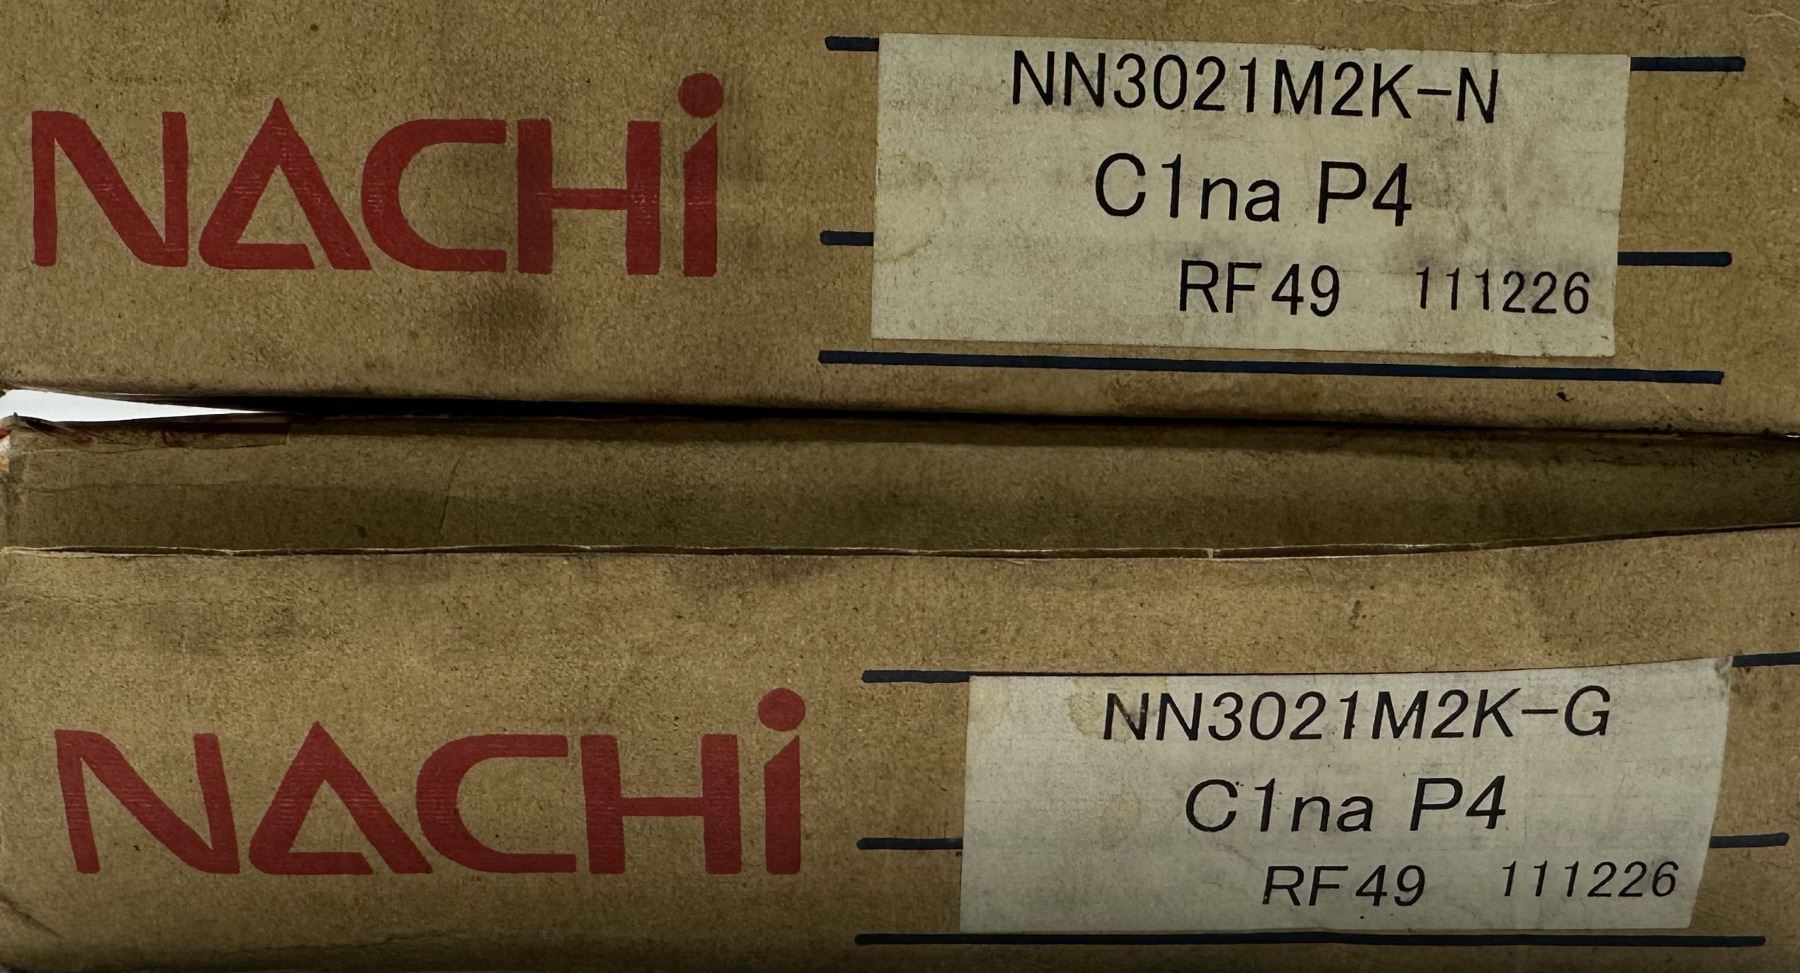 NACHi
NN3021M2K-N
C1na P4
RF49 111226
NACHi
NN3021M2K-G
C1na P4
RF49 111226